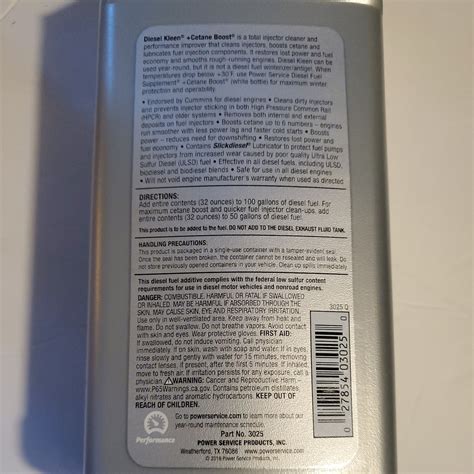 Diesel Kleen® +Cetane Boost® is a total injector cleaner and
performance improver that cleans injectors, boosts cetane and
lubricates fuel injection components. It restores lost power and fuel
economy and smooths rough-running engines. Diesel Kleen can be
used year-round, but it is not a diesel fuel winterizer/antigel. When
temperatures drop below +30°F, use Power Service Diesel Fuel
Supplement® +Cetane Boost® (white bottle) for maximum winter
protection and operability.
• Endorsed by Cummins for diesel engines • Cleans dirty injectors
and prevents injector sticking in both High Pressure Common Rail
(HPCR) and older systems • Removes both internal and external
deposits on fuel injectors • Boosts cetane up to 6 numbers – engines
run smoother with less power lag and faster cold starts • Boosts
power – reduces need for downshifting • Restores lost power and
fuel economy • Contains Slickdiesel® Lubricator to protect fuel pumps
and injectors from increased wear caused by poor quality Ultra Low
Sulfur Diesel (ULSD) fuel • Effective in all diesel fuels, including ULSD,
biodiesel and biodiesel blends • Safe for use in all diesel engines
• Will not void engine manufacturer's warranty when used as directed
DIRECTIONS:
Add entire contents (32 ounces) to 100 gallons of diesel fuel. For
maximum cetane boost and quicker fuel injector clean-ups, add
entire contents (32 ounces) to 50 gallons of diesel fuel.
This product is to be added to the fuel. DO NOT ADD TO THE DIESEL EXHAUST FLUID TANK.
HANDLING PRECAUTIONS:
This product is packaged in a single-use container with a tamper-evident seal.
Once the seal has been broken, the container cannot be resealed and will leak. Do
not store previously opened containers in your vehicle. Clean up spills immediately.
This diesel fuel additive complies with the federal low sulfur content
requirements for use in diesel motor vehicles and nonroad engines.
DANGER: COMBUSTIBLE. HARMFUL OR FATAL IF SWALLOWED
OR INHALED. MAY BE HARMFUL IF ABSORBED THROUGH
SKIN. MAY CAUSE SKIN, EYE AND RESPIRATORY IRRITATION.
Use only in well-ventilated area. Keep away from heat and
flame. Do not swallow. Do not breathe vapors. Avoid contact
with skin and eyes. Wear protective gloves. FIRST AID:
If swallowed, do not induce vomiting. Call physician
immediately. If on skin, wash with soap and water. If in eyes,
rinse slowly and gently with water for 15 minutes, removing
contact lenses, if present, after the first 5 minutes. If inhaled,
move to fresh air. If irritation persists for any exposure, call a
physician. ⚠WARNING: Cancer and Reproductive Harm –
www.P65Warnings.ca.gov. Contains petroleum distillates,
alkyl nitrates and aromatic hydrocarbons. KEEP OUT OF
REACH OF CHILDREN!
3025 Q
0 27854 03025 0
Performance
Go to powerservice.com to learn more about our
year-round maintenance schedule.
Part No. 3025
POWER SERVICE PRODUCTS, INC.
Weatherford, TX 76086 www.powerservice.com
© 2018 Power Service Products, Inc.